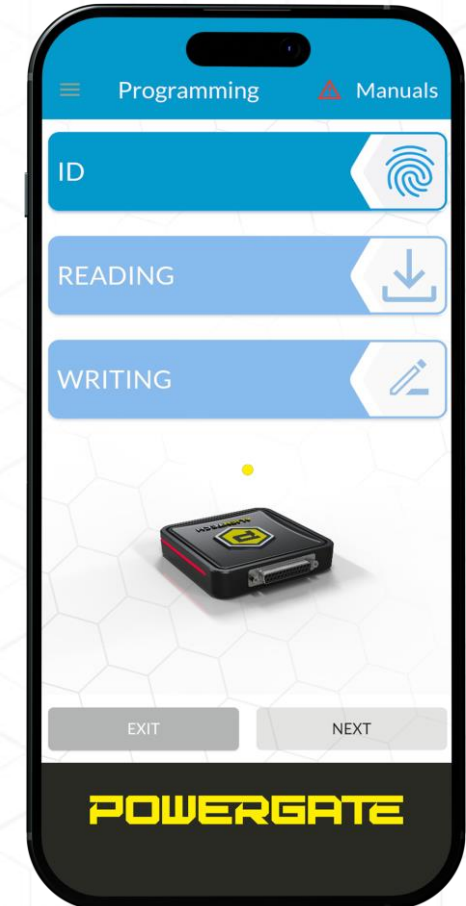 Programming
Manuals
ID
READING
WRITING
EXIT
NEXT
POWERGATE